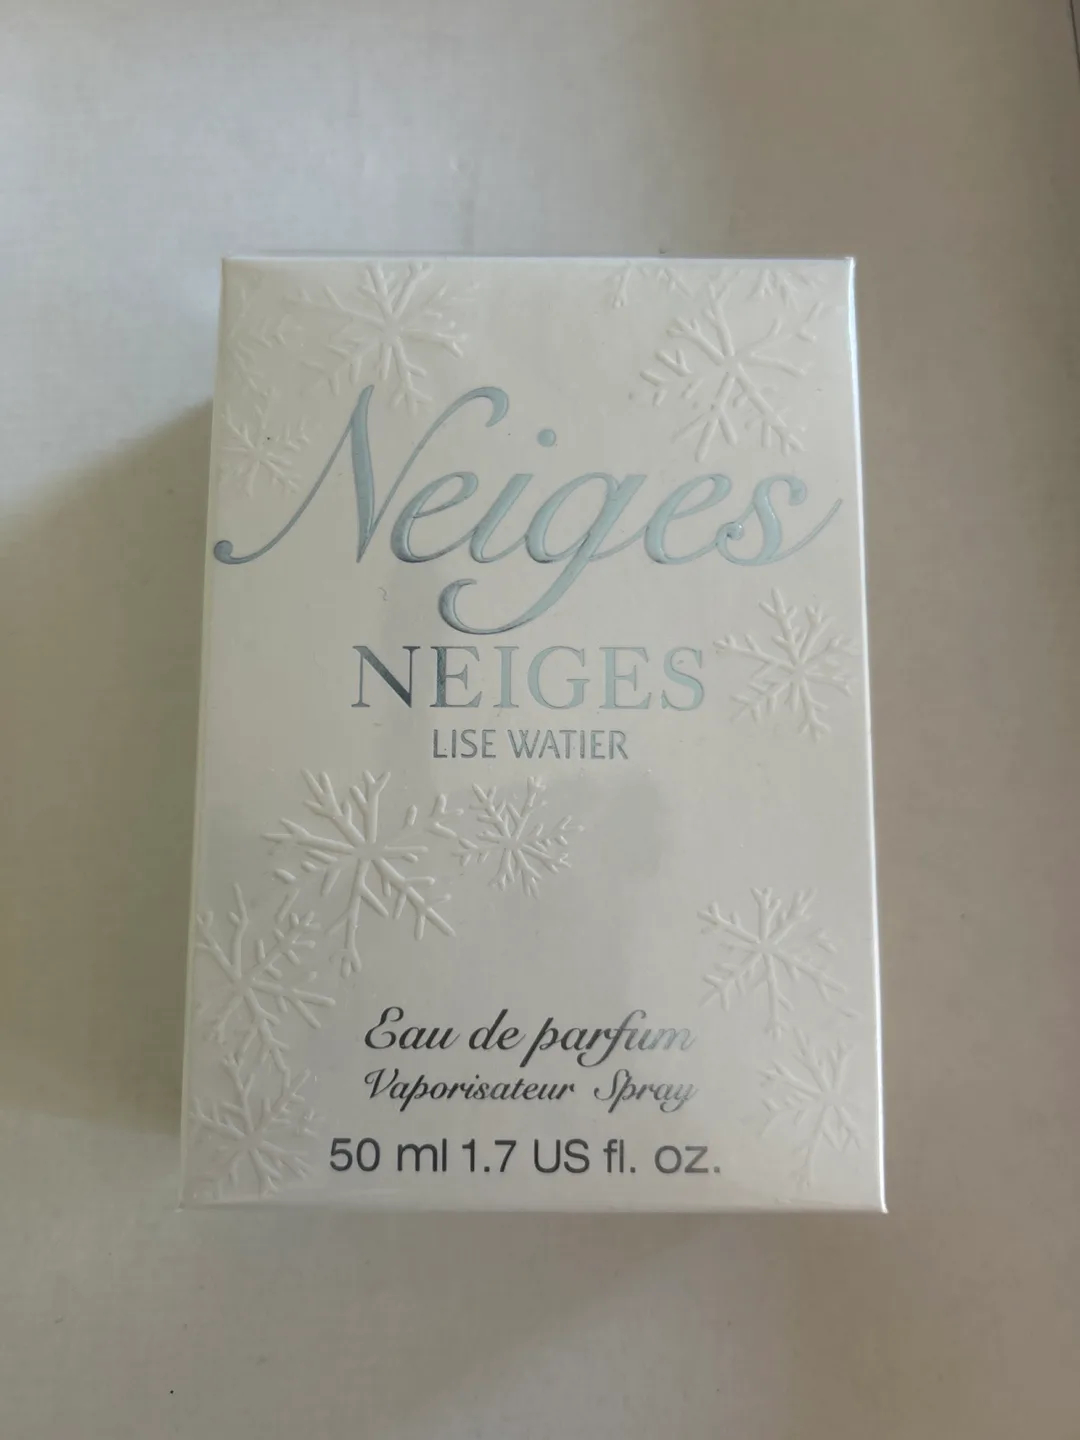 Neiges
NEIGES
LISE WATIER
Eau de parfum
Vaporisateur Spray
50 ml 1.7 US fl. oz.